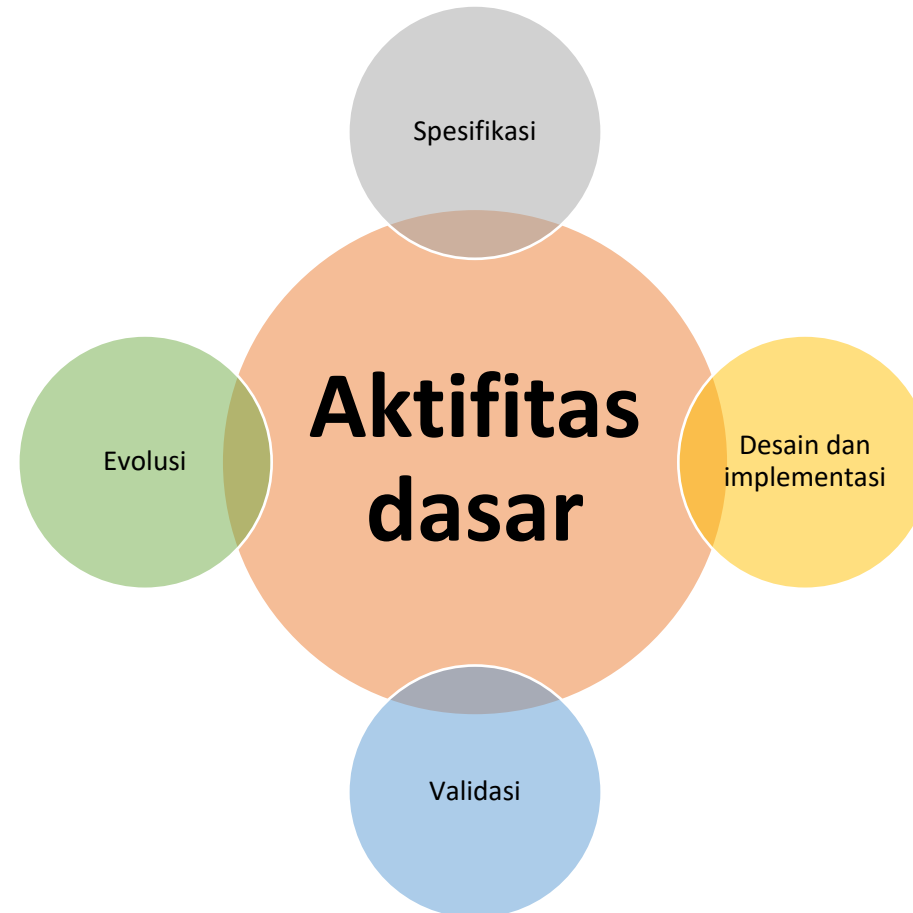 Spesifikasi
Aktifitas
dasar
Desain dan
implementasi
Validasi
Evolusi